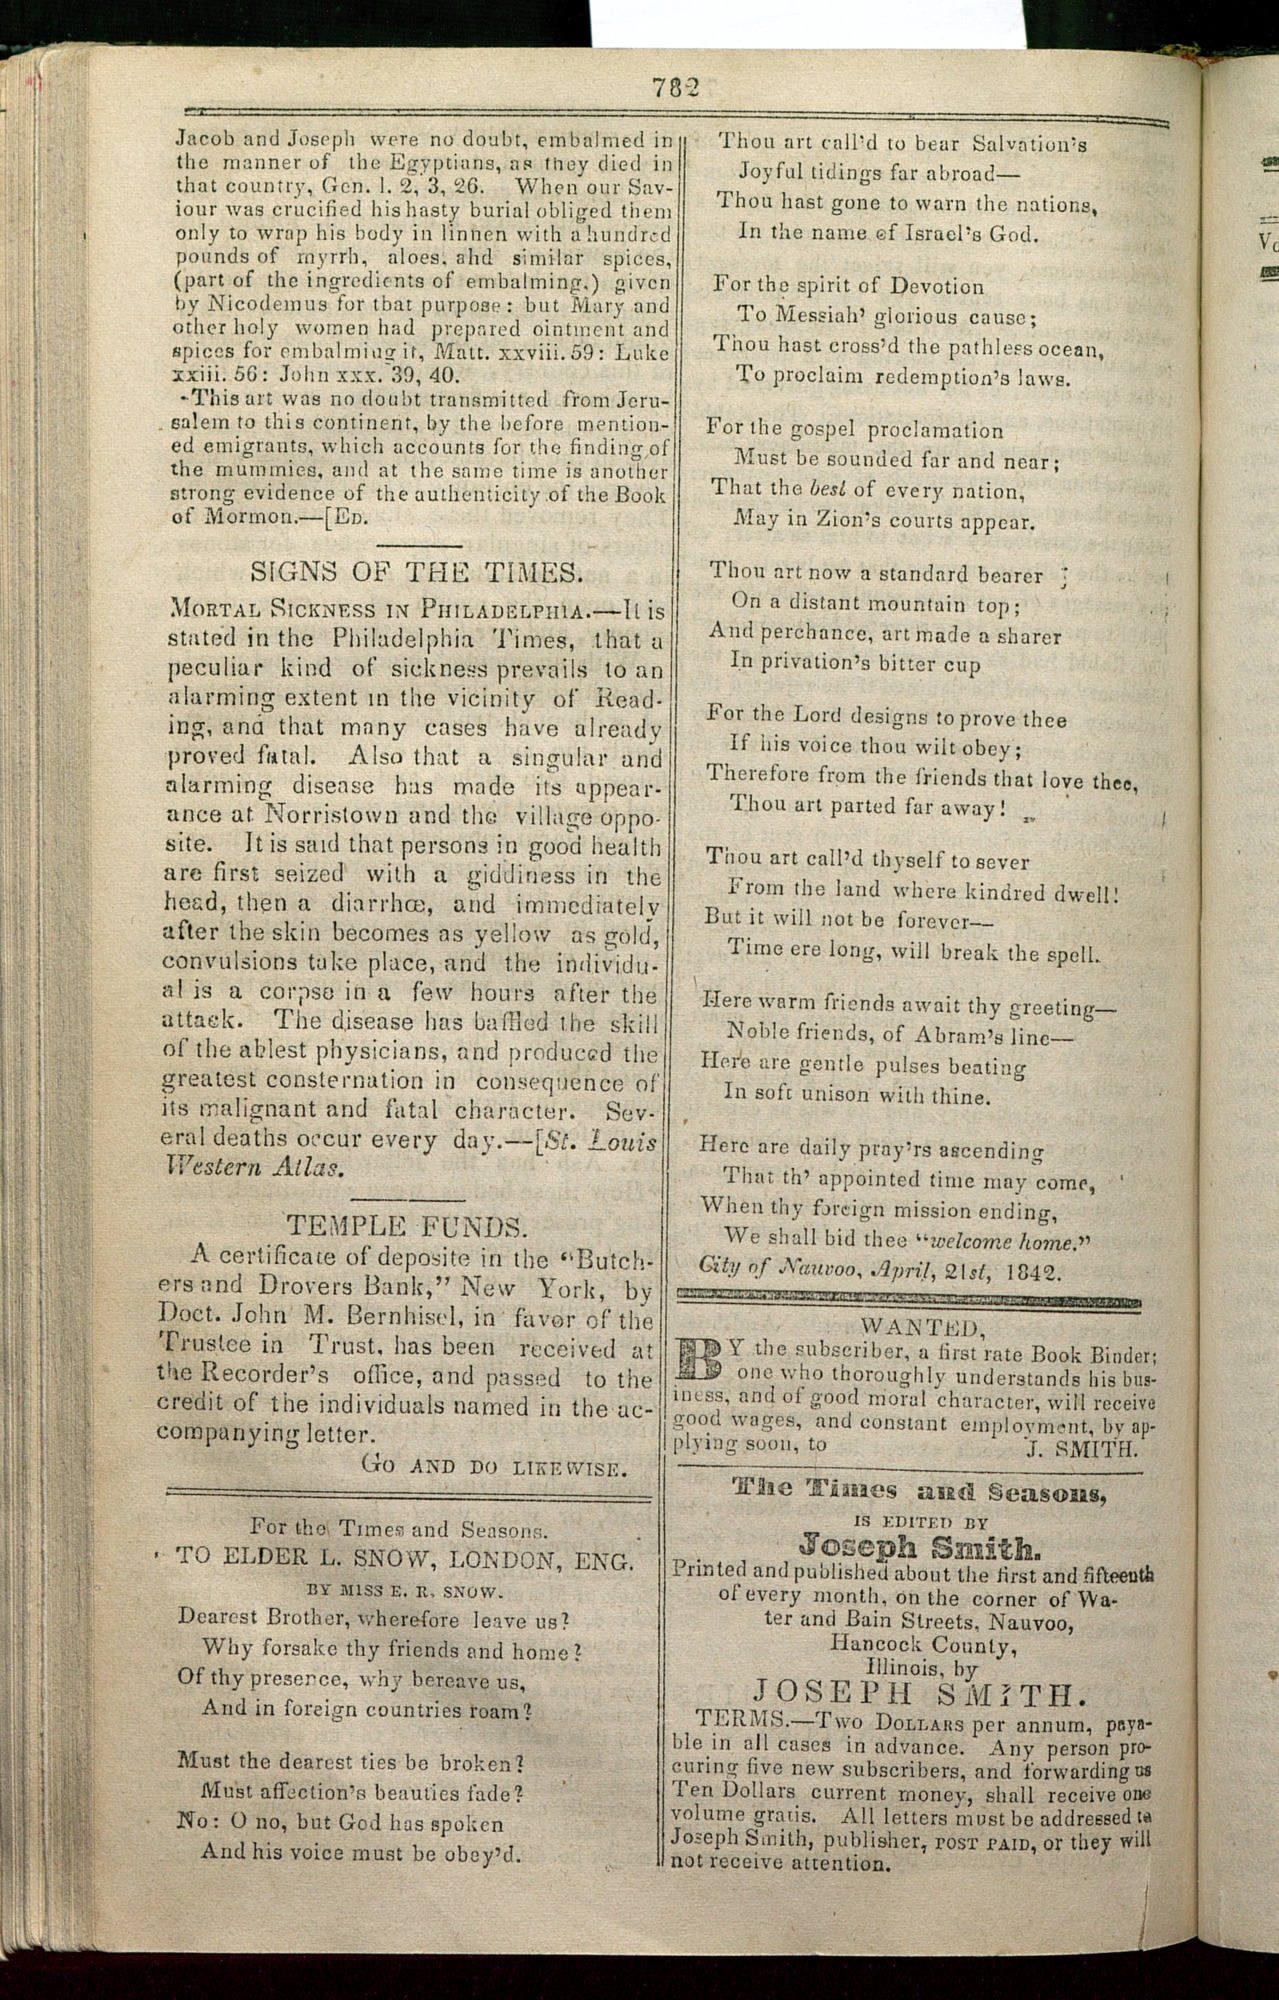 782
Jacob and Joseph were no doubt, embalmed in
the manner of the Egyptians, as they died in
that country, Gen. l. 2, 3, 26. When our Sav-
iour was crucified his hasty burial obliged them
only to wrap his body in linnen with a hundred
pounds of myrrh, aloes, ahd similar spices,
(part of the ingredients of embalming,) given
by Nicodemus for tbat purpose: but Mary and
other holy women had prepared ointment and
spices for embalming it, Matt. xxviii. 59: Luke
xxiii. 56: John xxx. 39, 40.
This art was no doubt transmitted from Jeru-
salem to this continent, by the before mention-
ed emigrants, which accounts for the finding of
the mummies, and at the same time is another
strong evidence of the authenticity of the Book
of Mormon.—[ED.
SIGNS OF THE TIMES.
MORTAL SICKNESS IN PHILADELPHIA.—It is
stated in the Philadelphia Times, that a
peculiar kind of sickness prevails to an
alarming extent in the vicinity of Read-
ing, and that many cases have already
proved fatal. Also that a singular and
alarming disease has made its appear-
ance at Norristown and the village oppo-
site. It is said that persons in good health
are first seized with a giddiness in the
head, then a diarrhœ, and immediately
after the skin becomes as yellow as gold,
convulsions take place, and the individu-
al is a corpse in a few hours after the
attack. The disease has baffled the skill
of the ablest physicians, and produced the
greatest consternation in consequence of
its malignant and fatal character. Sev-
eral deaths occur every day.—[St. Louis
Western Atlas.
TEMPLE FUNDS.
A certificate of deposite in the "Butch-
ers and Drovers Bank," New York, by
Doct. John M. Bernhisel, in favor of the
Trustee in Trust, has been received at
the Recorder's office, and passed to the
credit of the individuals named in the ac-
companying letter.
GO AND DO LIKEWISE.
For the Times and Seasons.
TO ELDER L. SNOW, LONDON, ENG.
BY MISS E. R. SNOW.
Dearest Brother, wherefore leave us?
Why forsake thy friends and home?
Of thy presence, why bereave us,
And in foreign countries roam?
Must the dearest ties be broken?
Must affection's beauties fade?
No: O no, but God has spoken
And his voice must be obey'd.
Thou art call'd to bear Salvation's
Joyful tidings far abroad—
Thou hast gone to warn the nations,
In the name of Israel's God.
For the spirit of Devotion
To Messiah' glorious cause;
Thou hast cross'd the pathless ocean,
To proclaim redemption's laws.
For the gospel proclamation
Must be sounded far and near;
That the best of every nation,
May in Zion's courts appear.
Thou art now a standard bearer ;
On a distant mountain top;
And perchance, art made a sharer
In privation's bitter cup
For the Lord designs to prove thee
If his voice thou wilt obey;
Therefore from the friends that love thee,
Thou art parted far away!
Thou art call'd thyself to sever
From the land where kindred dwell!
But it will not be forever—
Time ere long, will break the spell.
Here warm friends await thy greeting—
Noble friends, of Abram's line—
Here are gentle pulses beating
In soft unison with thine.
Here are daily pray'rs ascending
That th' appointed time may come,
When thy foreign mission ending,
We shall bid thee "welcome home."
City of Nauvoo, April, 21st, 1842.
WANTED,
BY the subscriber, a first rate Book Binder;
one who thoroughly understands his bus-
iness, and of good moral character, will receive
good wages, and constant employment, by ap-
plying soon, to J. SMITH.
The Times and Seasons,
IS EDITED BY
Joseph Smith.
Printed and published about the first and fifteenth
of every month, on the corner of Wa-
ter and Bain Streets, Nauvoo,
Hancock County,
Illinois, by
JOSEPH SMITH.
TERMS.—TWO DOLLARS per annum, paya-
ble in all cases in advance. Any person pro-
curing five new subscribers, and forwarding us
Ten Dollars current money, shall receive one
volume gratis. All letters must be addressed to
Joseph Smith, publisher, POST PAID, or they will
not receive attention.